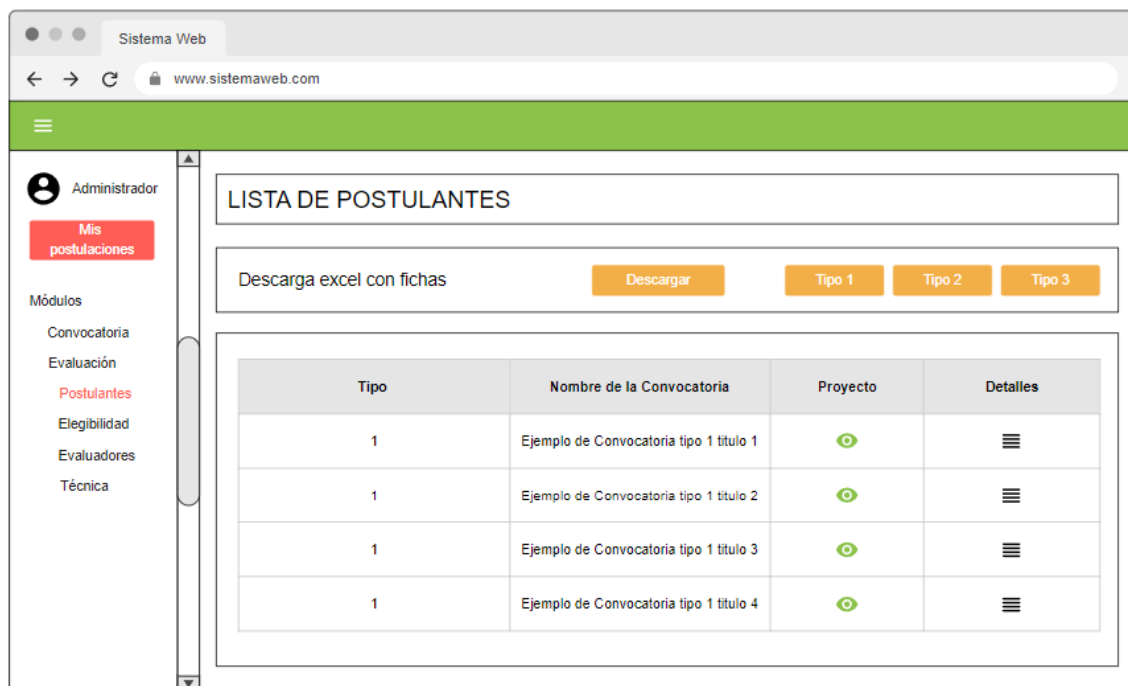 Sistema Web
www.sistemaweb.com
Administrador
Mis
postulaciones
Módulos
Convocatoria
Evaluación
Postulantes
Elegibilidad
Evaluadores
Técnica
LISTA DE POSTULANTES
Descarga excel con fichas Descargar Tipo 1 Tipo 2 Tipo 3
Tipo Nombre de la Convocatoria Proyecto Detalles
1 Ejemplo de Convocatoria tipo 1 titulo 1
1 Ejemplo de Convocatoria tipo 1 titulo 2
1 Ejemplo de Convocatoria tipo 1 titulo 3
1 Ejemplo de Convocatoria tipo 1 titulo 4